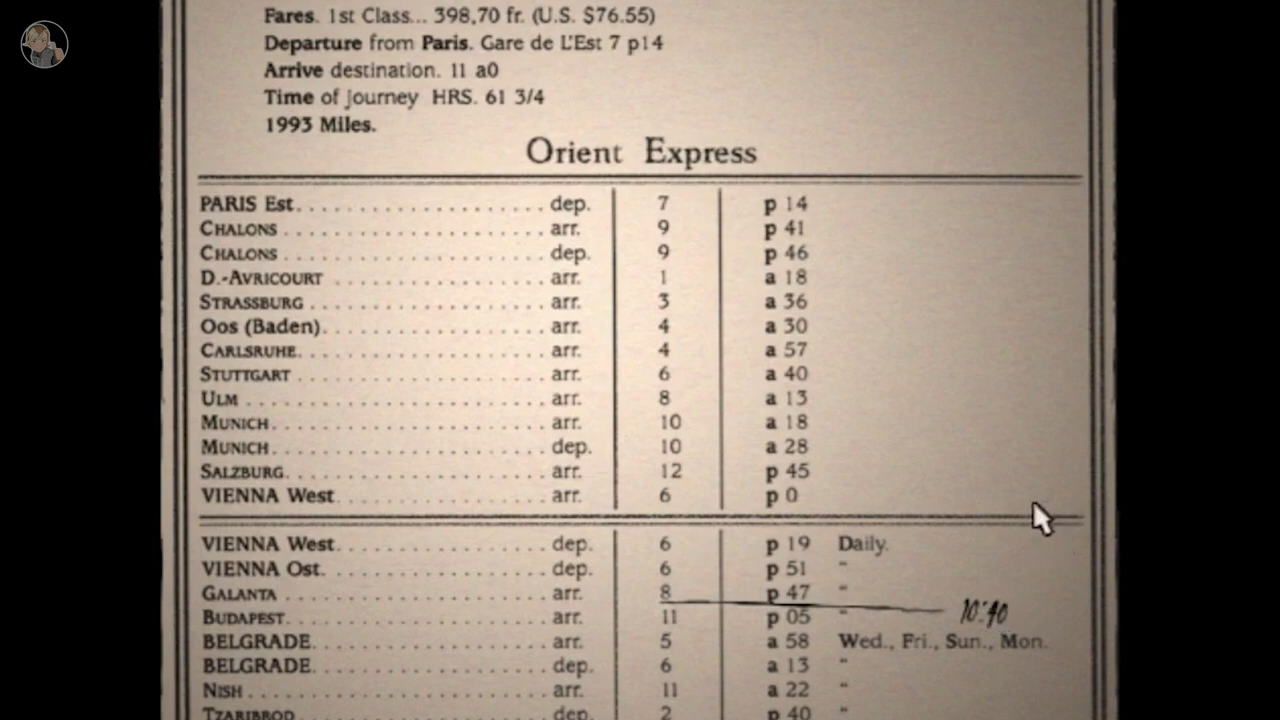 Fares. 1st Class... 398,70 fr. (U.S. $76.55)
Departure from Paris. Gare de L'Est 7 p14
Arrive destination. 11 a0
Time of Journey HRS. 61 3/4
1993 Miles.
Orient Express
PARIS Est. dep. 7 p 14
CHALONS arr. 9 p 41
CHALONS dep. 9 p 46
D.-AVRICOURT arr. 1 a 18
STRASSBURG arr. 3 a 36
Oos (Baden). arr. 4 a 30
CARLSRUHE. arr. 4 a 57
STUTTGART arr. 6 a 40
ULM arr. 8 a 13
MUNICH. arr. 10 a 18
MUNICH. dep. 10 a 28
SALZBURG. arr. 12 p 45
VIENNA West. arr. 6 p 0
VIENNA West. dep. 6 p 19 Daily.
VIENNA Ost. dep. 6 p 51 "
GALANTA arr. 8 p 47 "
BUDAPEST. arr. 11 p 05 " 10:40
BELGRADE. arr. 5 a 58 Wed., Fri., Sun., Mon.
BELGRADE. dep. 6 a 13 "
NISH arr. 11 a 22 "
TZARIBROD dep. 2 p 40 "